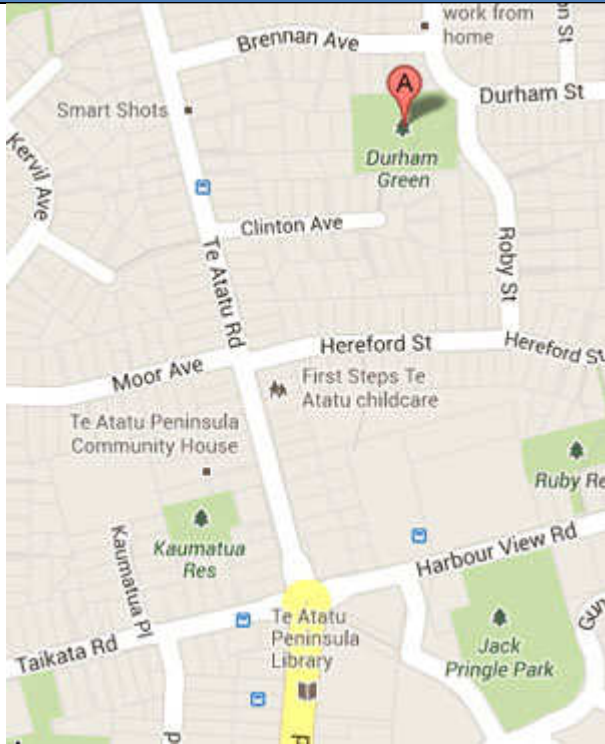 work from
home
Brennan Ave
Smart Shots
A
Durham St
Durham
Green
Kervil Ave
Clinton Ave
Te Atatu Rd
Roby St
Hereford St
Hereford St
Moor Ave
First Steps Te
Atatu childcare
Te Atatu Peninsula
Community House
Ruby Re
Kaumatua
Res
Harbour View Rd
Kaumatua Pl
Te Atatu
Peninsula
Library
Taikata Rd
Jack
Pringle Park